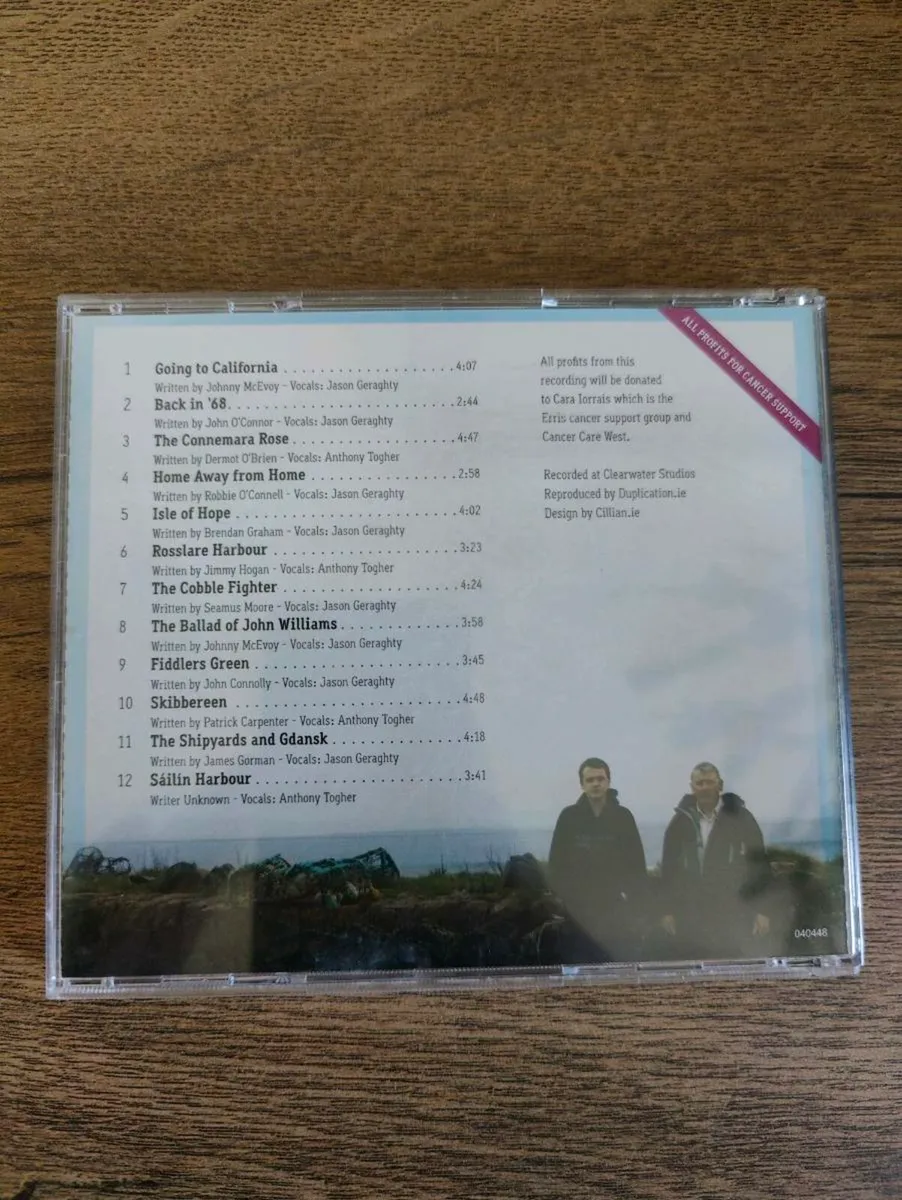 1 Going to California . . . . . . . . . . . . . . . . . . . 4:07
Written by Johnny McEvoy - Vocals: Jason Geraghty
2 Back in '68. . . . . . . . . . . . . . . . . . . . . . . . . 2:44
Written by John O'Connor - Vocals: Jason Geraghty
3 The Connemara Rose . . . . . . . . . . . . . . . . . . 4:47
Written by Dermot O'Brien - Vocals: Anthony Togher
4 Home Away from Home . . . . . . . . . . . . . . . . 2:58
Written by Robbie O'Connell - Vocals: Jason Geraghty
5 Isle of Hope . . . . . . . . . . . . . . . . . . . . . . . . 4:02
Written by Brendan Graham - Vocals: Jason Geraghty
6 Rosslare Harbour . . . . . . . . . . . . . . . . . . . . 3:23
Written by Jimmy Hogan - Vocals: Anthony Togher
7 The Cobble Fighter . . . . . . . . . . . . . . . . . . . 4:24
Written by Seamus Moore - Vocals: Jason Geraghty
8 The Ballad of John Williams . . . . . . . . . . . . . 3:58
Written by Johnny McEvoy - Vocals: Jason Geraghty
9 Fiddlers Green . . . . . . . . . . . . . . . . . . . . . . 3:45
Written by John Connolly - Vocals: Jason Geraghty
10 Skibbereen . . . . . . . . . . . . . . . . . . . . . . . . 4:48
Written by Patrick Carpenter - Vocals: Anthony Togher
11 The Shipyards and Gdansk . . . . . . . . . . . . . . 4:18
Written by James Gorman - Vocals: Jason Geraghty
12 Sáilín Harbour . . . . . . . . . . . . . . . . . . . . . . 3:41
Writer Unknown - Vocals: Anthony Togher
All profits from this
recording will be donated
to Cara Iorrais which is the
Erris cancer support group and
Cancer Care West.
Recorded at Clearwater Studios
Reproduced by Duplication.ie
Design by Cillian.ie
ALL PROFITS FOR CANCER SUPPORT
040448